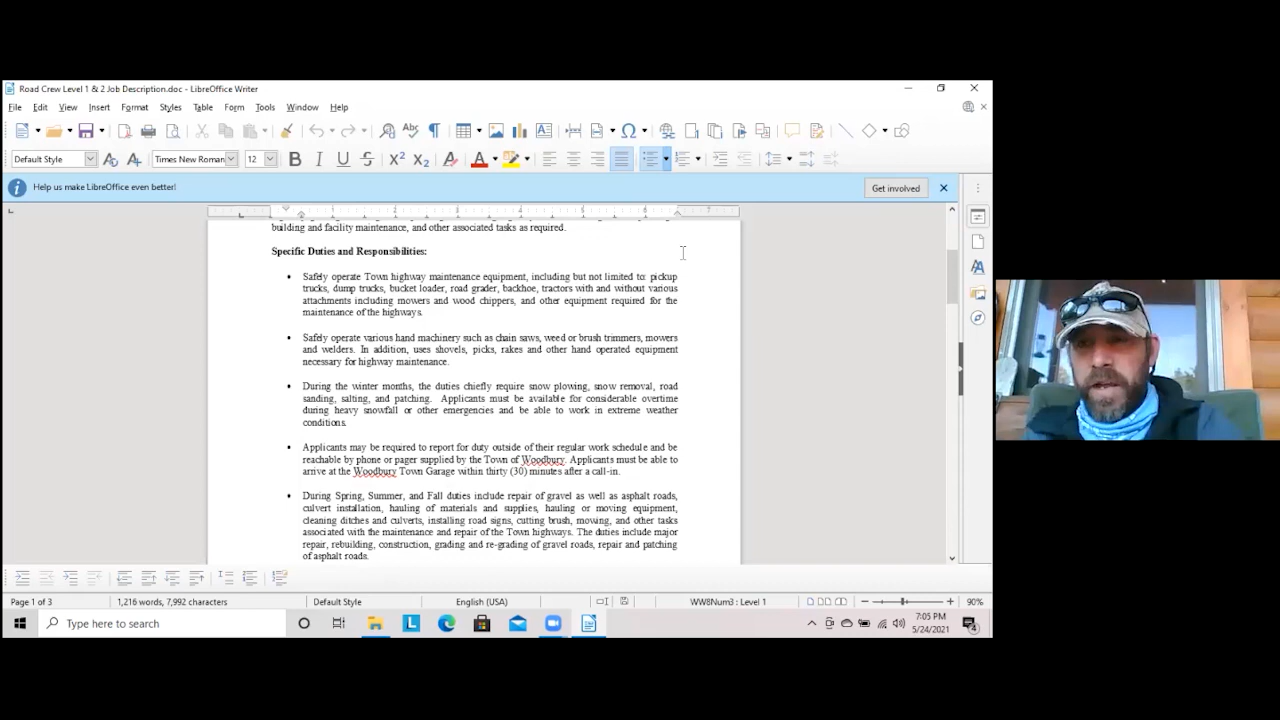 Road Crew Level 1 & 2 Job Description.doc - LibreOffice Writer
File Edit View Insert Format Styles Table Form Tools Window Help
Default Style Times New Roman 12
Help us make LibreOffice even better! Get involved
1 2 3 4 5 6 7
building and facility maintenance, and other associated tasks as required.
Specific Duties and Responsibilities:
• Safely operate Town highway maintenance equipment, including but not limited to: pickup
trucks, dump trucks, bucket loader, road grader, backhoe, tractors with and without various
attachments including mowers and wood chippers, and other equipment required for the
maintenance of the highways.
• Safely operate various hand machinery such as chain saws, weed or brush trimmers, mowers
and welders. In addition, uses shovels, picks, rakes and other hand operated equipment
necessary for highway maintenance.
• During the winter months, the duties chiefly require snow plowing, snow removal, road
sanding, salting, and patching. Applicants must be available for considerable overtime
during heavy snowfall or other emergencies and be able to work in extreme weather
conditions.
• Applicants may be required to report for duty outside of their regular work schedule and be
reachable by phone or pager supplied by the Town of Woodbury. Applicants must be able to
arrive at the Woodbury Town Garage within thirty (30) minutes after a call-in.
• During Spring, Summer, and Fall duties include repair of gravel as well as asphalt roads,
culvert installation, hauling of materials and supplies, hauling or moving equipment,
cleaning ditches and culverts, installing road signs, cutting brush, mowing, and other tasks
associated with the maintenance and repair of the Town highways. The duties include major
repair, rebuilding, construction, grading and re-grading of gravel roads, repair and patching
of asphalt roads.
Page 1 of 3 1,216 words, 7,992 characters Default Style English (USA) WW8Num3 : Level 1 90%
Type here to search
7:05 PM
5/24/2021